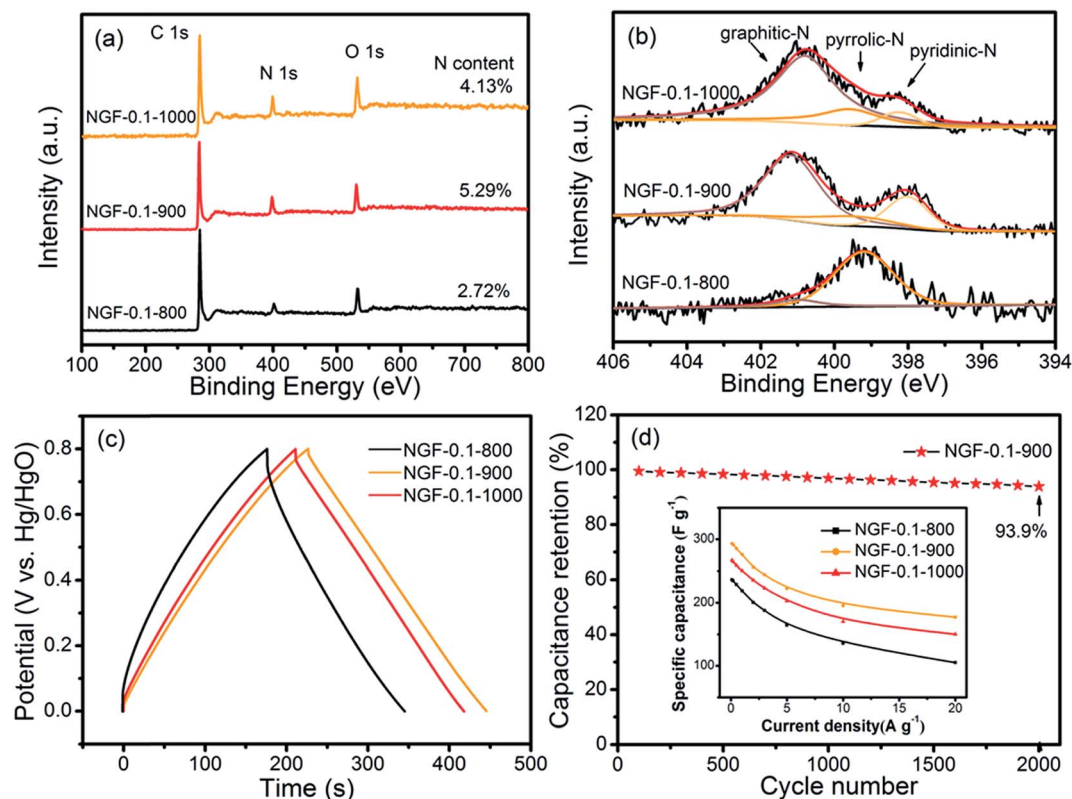 (a)
C 1s
N 1s
O 1s
N content
4.13%
NGF-0.1-1000
5.29%
NGF-0.1-900
2.72%
NGF-0.1-800
Intensity (a.u.)
100 200 300 400 500 600 700 800
Binding Energy (eV)
(b)
graphitic-N
pyrrolic-N
pyridinic-N
NGF-0.1-1000
NGF-0.1-900
NGF-0.1-800
Intensity (a.u.)
406 404 402 400 398 396 394
Binding Energy (eV)
(c)
NGF-0.1-800
NGF-0.1-900
NGF-0.1-1000
Potential (V vs. Hg/HgO)
0.8
0.6
0.4
0.2
0.0
0 100 200 300 400 500
Time (s)
(d)
NGF-0.1-900
93.9%
Capacitance retention (%)
120
100
80
60
40
20
0
0 500 1000 1500 2000
Cycle number
NGF-0.1-800
NGF-0.1-900
NGF-0.1-1000
Specific capacitance (F g⁻¹)
300
200
100
0 5 10 15 20
Current density(A g⁻¹)